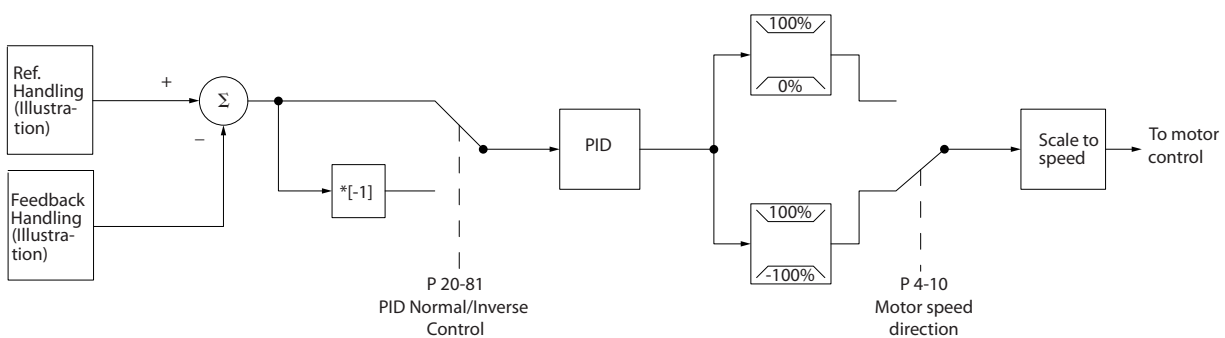 Ref.
Handling
(Illustra-
tion)
+
Σ
−
Feedback
Handling
(Illustra-
tion)
*[-1]
P 20-81
PID Normal/Inverse
Control
PID
100%
0%
100%
-100%
P 4-10
Motor speed
direction
Scale to
speed
To motor
control